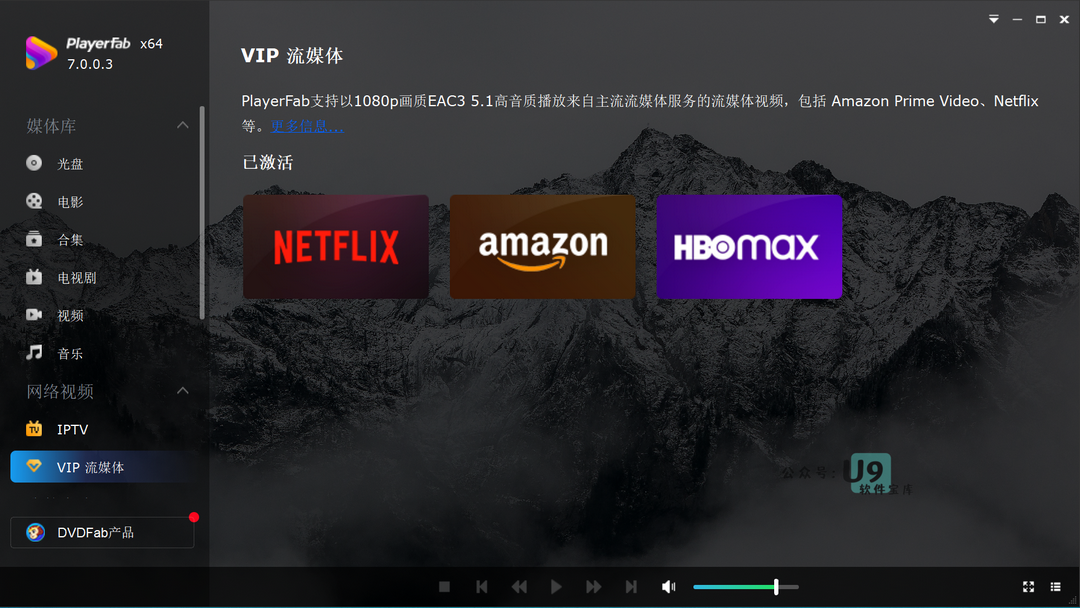 PlayerFab x64
7.0.0.3
媒体库
光盘
电影
合集
电视剧
视频
音乐
网络视频
IPTV
VIP 流媒体
DVDFab产品
VIP 流媒体
PlayerFab支持以1080p画质EAC3 5.1高音质播放来自主流流媒体服务的流媒体视频，包括 Amazon Prime Video、Netflix
等。更多信息...
已激活
NETFLIX
amazon
HBOmax
公众号：U9
软件宝库